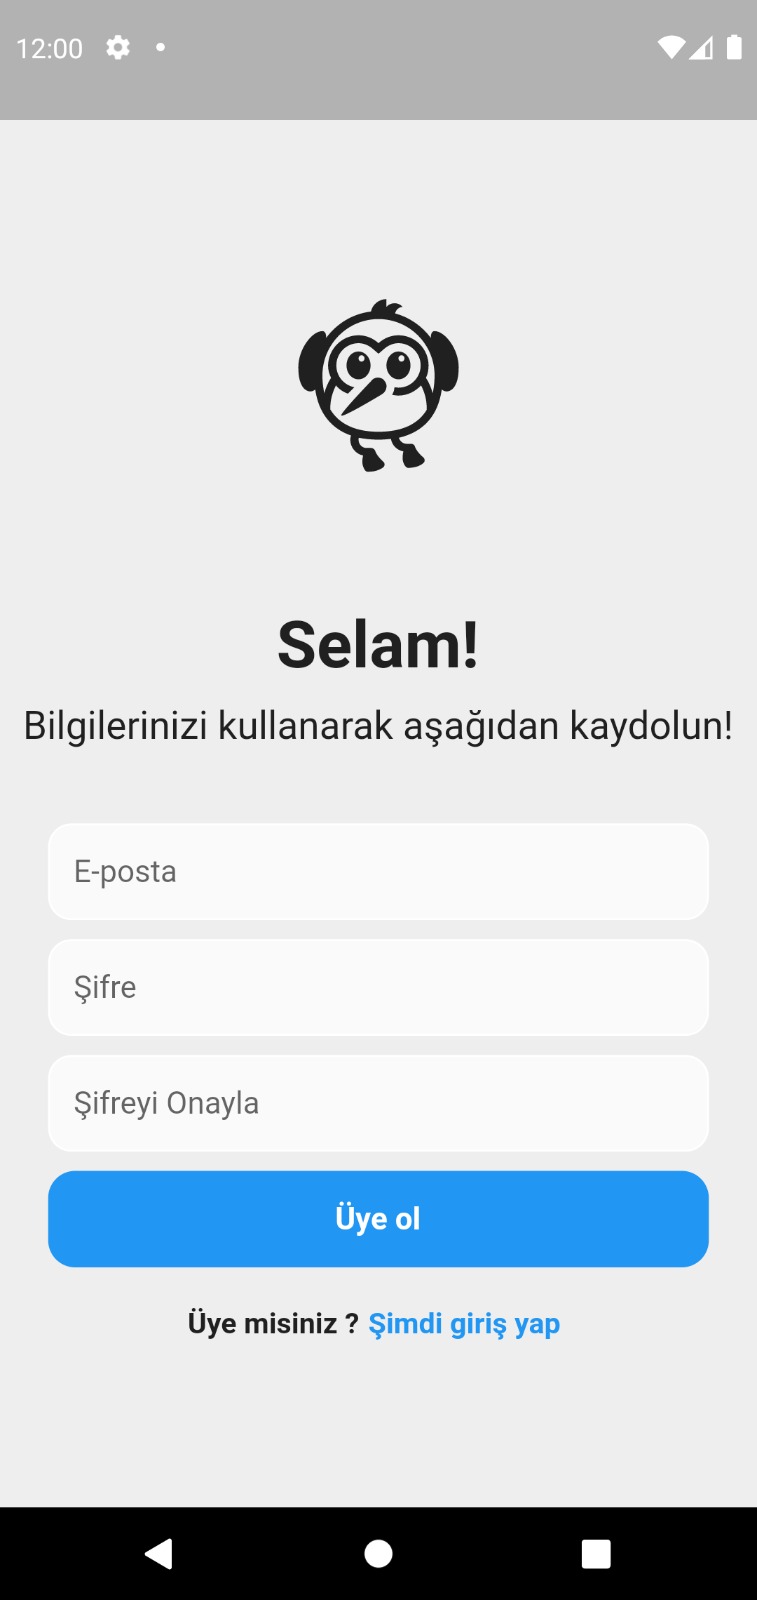 12:00
Selam!
Bilgilerinizi kullanarak aşağıdan kaydolun!
E-posta
Şifre
Şifreyi Onayla
Üye ol
Üye misiniz ? Şimdi giriş yap